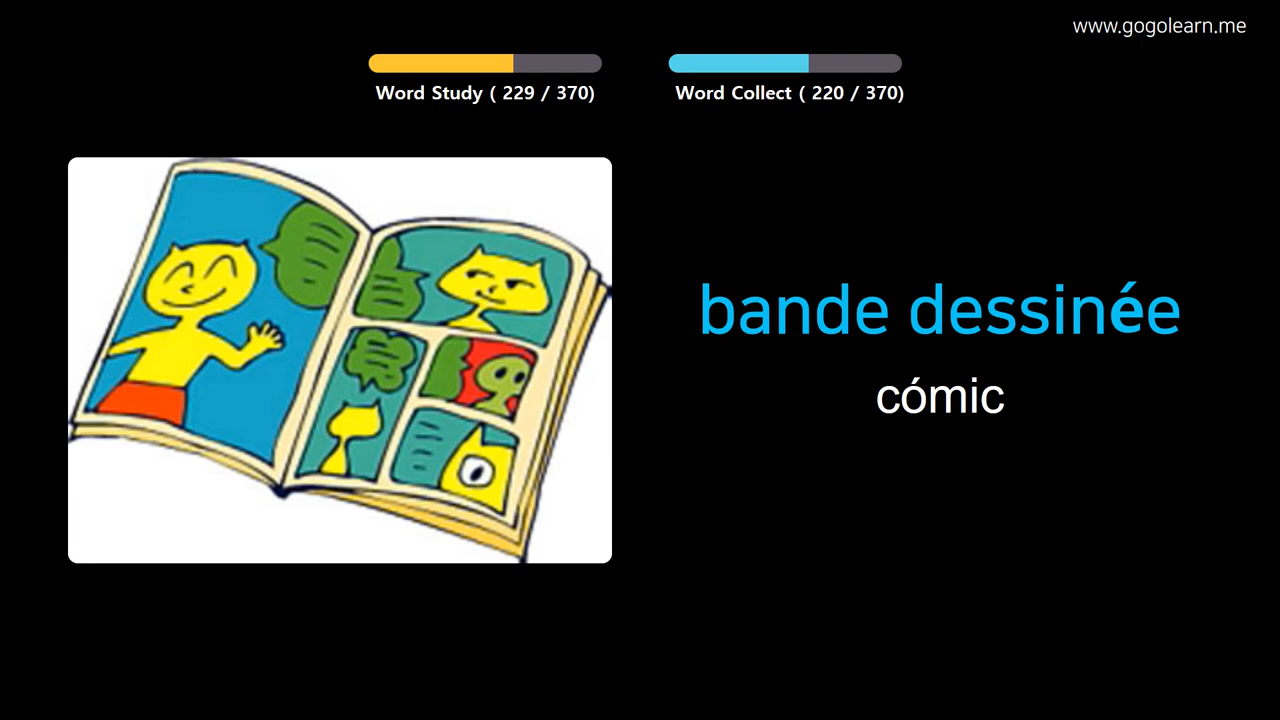 www.gogolearn.me
Word Study ( 229 / 370)
Word Collect ( 220 / 370)
bande dessinée
cómic